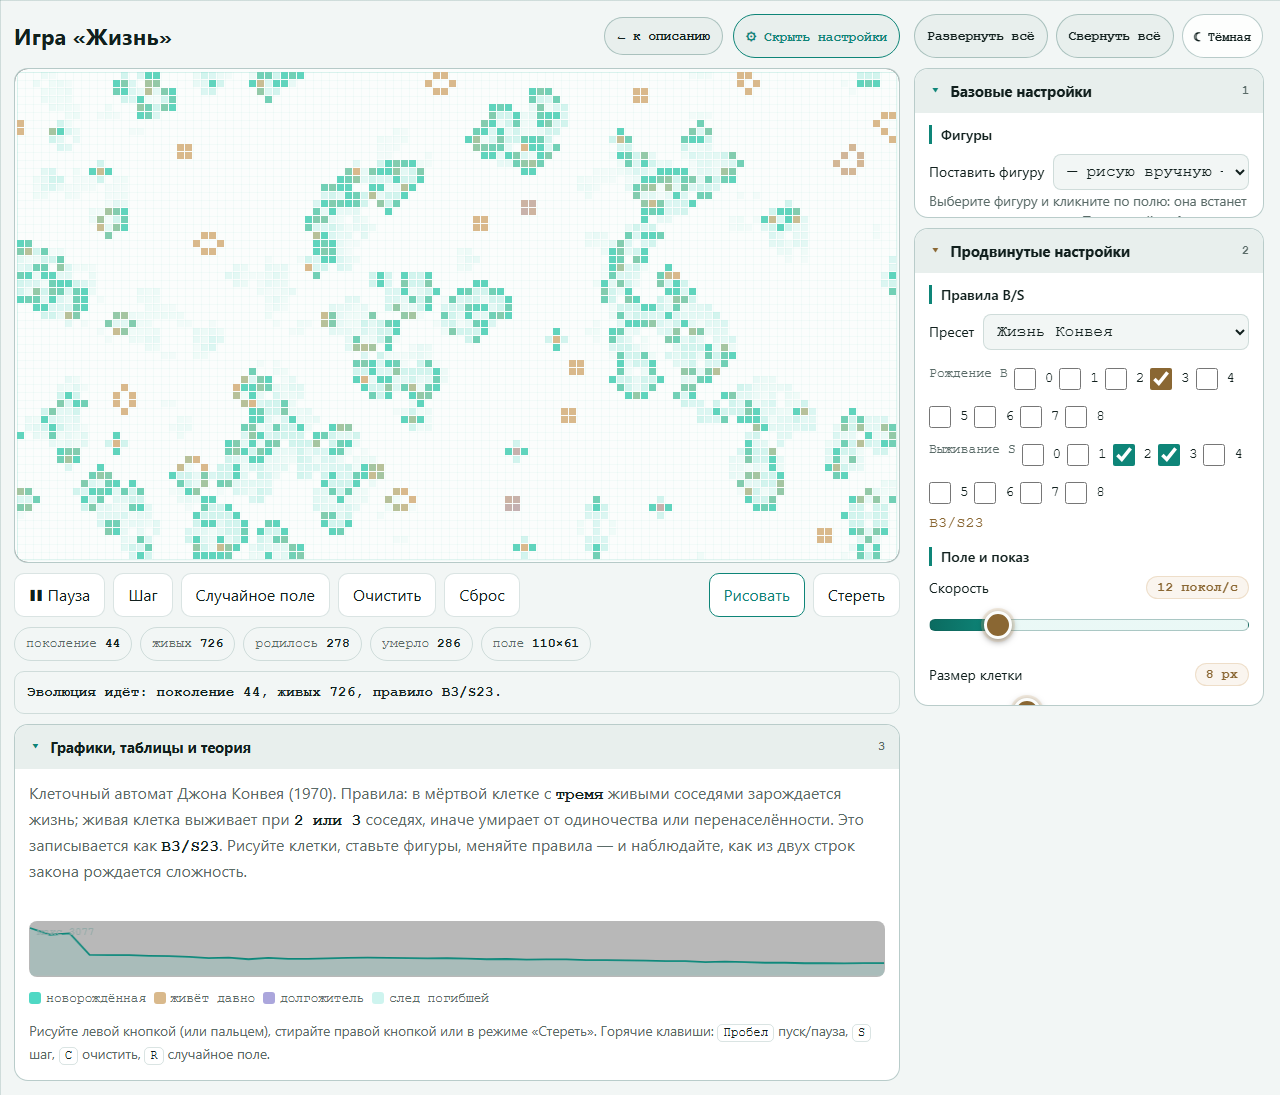 Игра «Жизнь»
← к описанию
⚙ Скрыть настройки
Развернуть всё
Свернуть всё
☾ Тёмная
Базовые настройки
1
Фигуры
Поставить фигуру
— рисую вручную -
Выберите фигуру и кликните по полю: она встанет
Продвинутые настройки
2
Правила B/S
Пресет
Жизнь Конвея
Рождение B 0 1 2 3 4
5 6 7 8
Выживание S 0 1 2 3 4
5 6 7 8
B3/S23
Поле и показ
Скорость
12 покол/с
Размер клетки
8 px
Пауза
Шаг
Случайное поле
Очистить
Сброс
Рисовать
Стереть
поколение 44
живых 726
родилось 278
умерло 286
поле 110×61
Эволюция идёт: поколение 44, живых 726, правило B3/S23.
Графики, таблицы и теория
3
Клеточный автомат Джона Конвея (1970). Правила: в мёртвой клетке с тремя живыми соседями зарождается
жизнь; живая клетка выживает при 2 или 3 соседях, иначе умирает от одиночества или перенаселённости. Это
записывается как B3/S23. Рисуйте клетки, ставьте фигуры, меняйте правила — и наблюдайте, как из двух строк
закона рождается сложность.
новорождённая
живёт давно
долгожитель
след погибшей
Рисуйте левой кнопкой (или пальцем), стирайте правой кнопкой или в режиме «Стереть». Горячие клавиши: Пробел пуск/пауза, S
шаг, C очистить, R случайное поле.